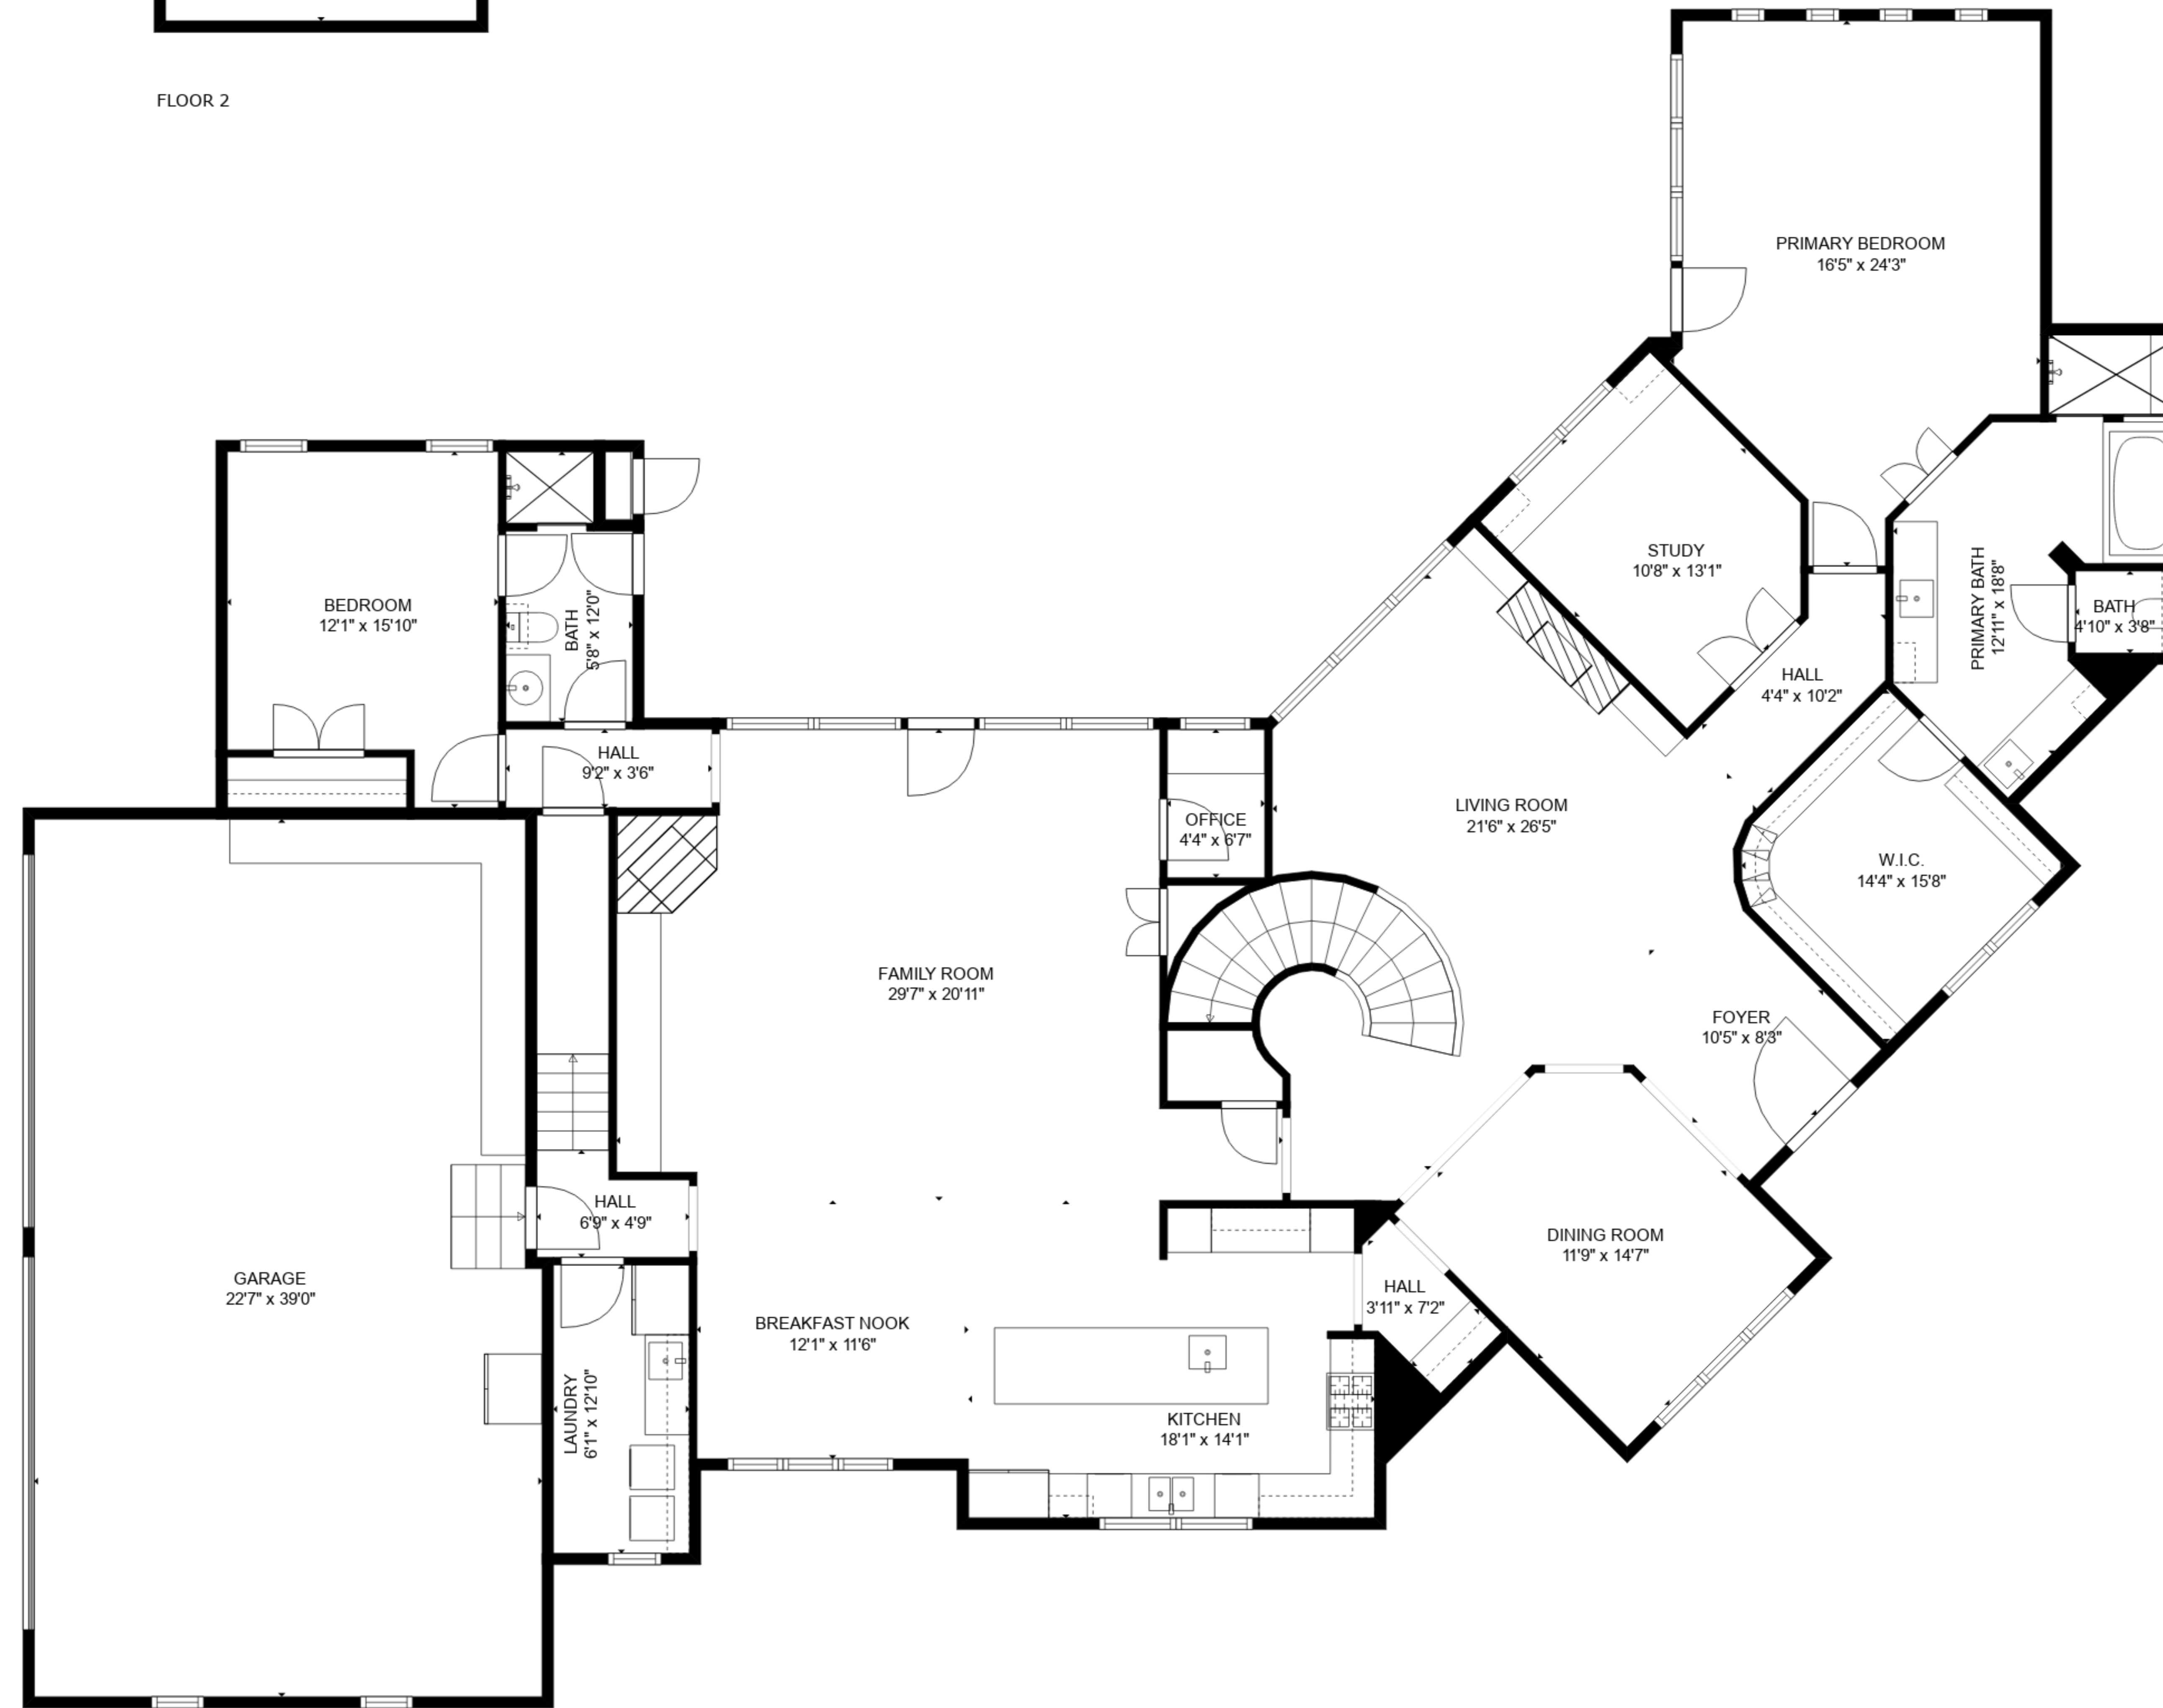 FLOOR 2
PRIMARY BEDROOM
16'5" x 24'3"
STUDY
10'8" x 13'1"
PRIMARY BATH
12'11" x 18'8"
BATH
4'10" x 3'8"
BEDROOM
12'1" x 15'10"
BATH
5'8" x 12'0"
HALL
4'4" x 10'2"
HALL
9'2" x 3'6"
LIVING ROOM
21'6" x 26'5"
OFFICE
4'4" x 6'7"
W.I.C.
14'4" x 15'8"
FAMILY ROOM
29'7" x 20'11"
FOYER
10'5" x 8'3"
HALL
6'9" x 4'9"
DINING ROOM
11'9" x 14'7"
GARAGE
22'7" x 39'0"
HALL
3'11" x 7'2"
BREAKFAST NOOK
12'1" x 11'6"
LAUNDRY
6'1" x 12'10"
KITCHEN
18'1" x 14'1"